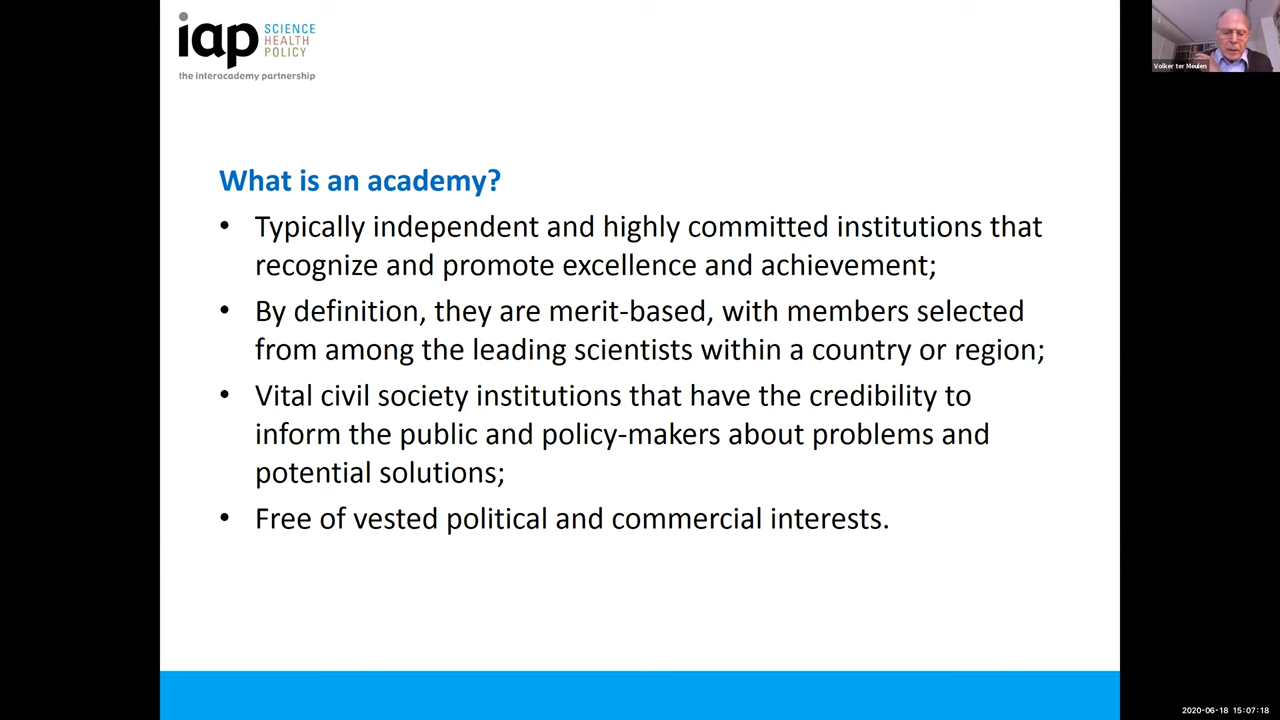 iap SCIENCE
HEALTH
POLICY
the interacademy partnership
Volker ter Meulen
What is an academy?
• Typically independent and highly committed institutions that
recognize and promote excellence and achievement;
• By definition, they are merit-based, with members selected
from among the leading scientists within a country or region;
• Vital civil society institutions that have the credibility to
inform the public and policy-makers about problems and
potential solutions;
• Free of vested political and commercial interests.
2020-06-18 15:07:18